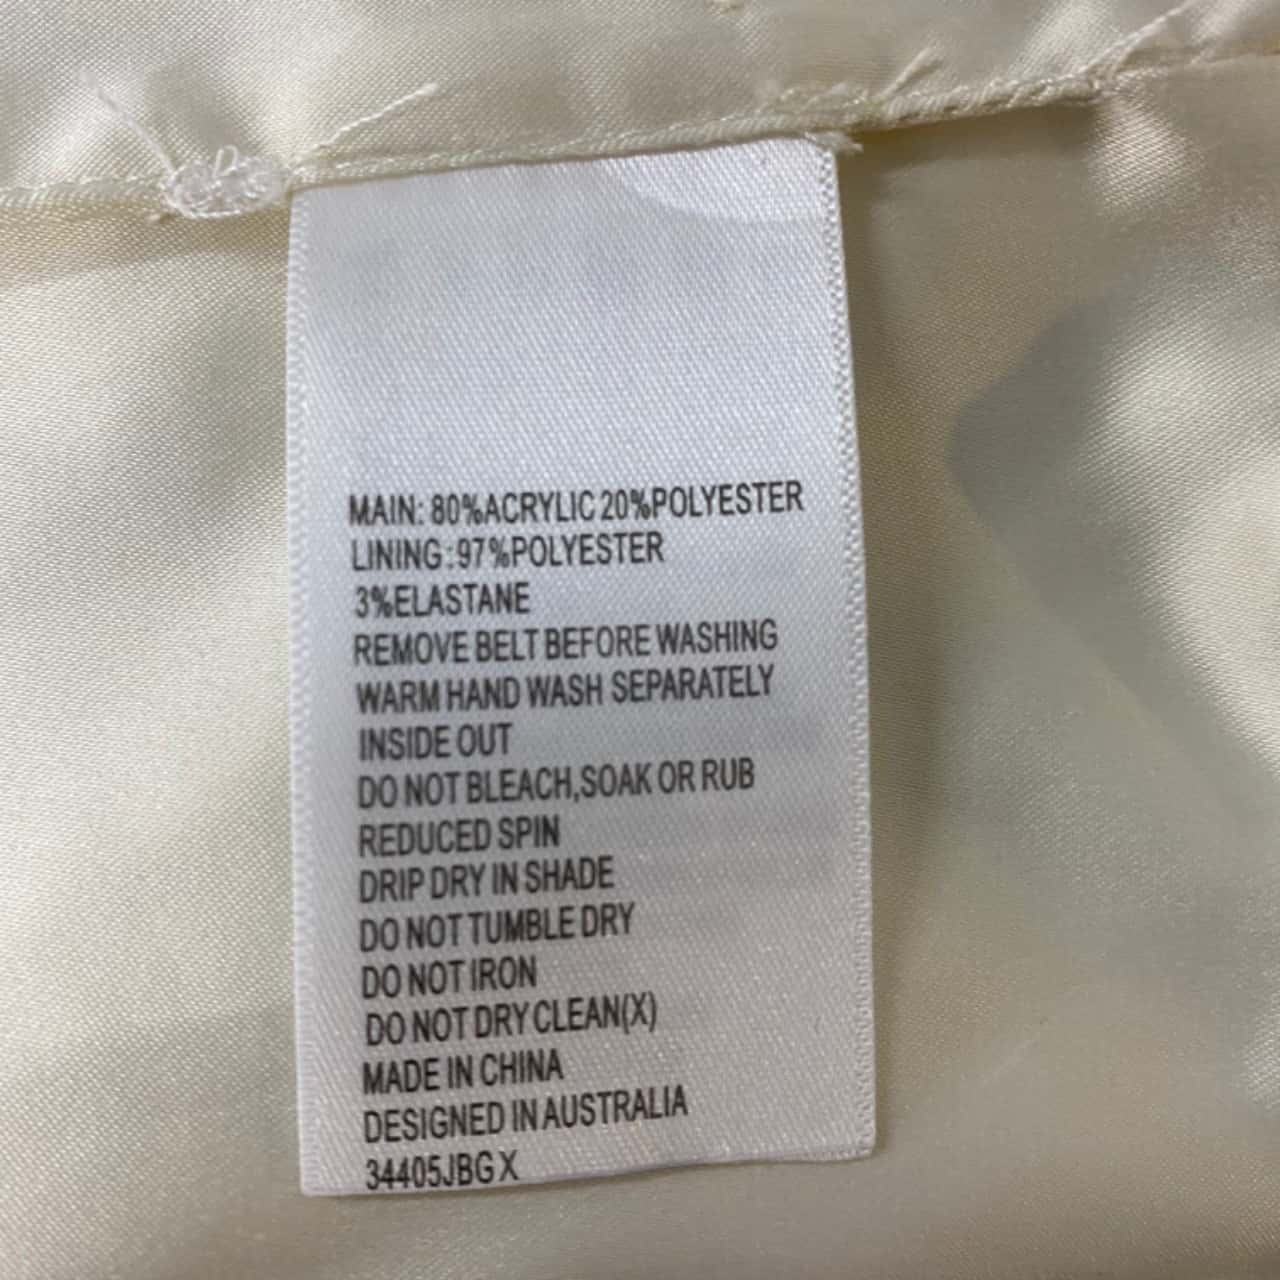 MAIN: 80%ACRYLIC 20%POLYESTER
LINING:97%POLYESTER
3%ELASTANE
REMOVE BELT BEFORE WASHING
WARM HAND WASH SEPARATELY
INSIDE OUT
DO NOT BLEACH,SOAK OR RUB
REDUCED SPIN
DRIP DRY IN SHADE
DO NOT TUMBLE DRY
DO NOT IRON
DO NOT DRY CLEAN(X)
MADE IN CHINA
DESIGNED IN AUSTRALIA
34405JBG X